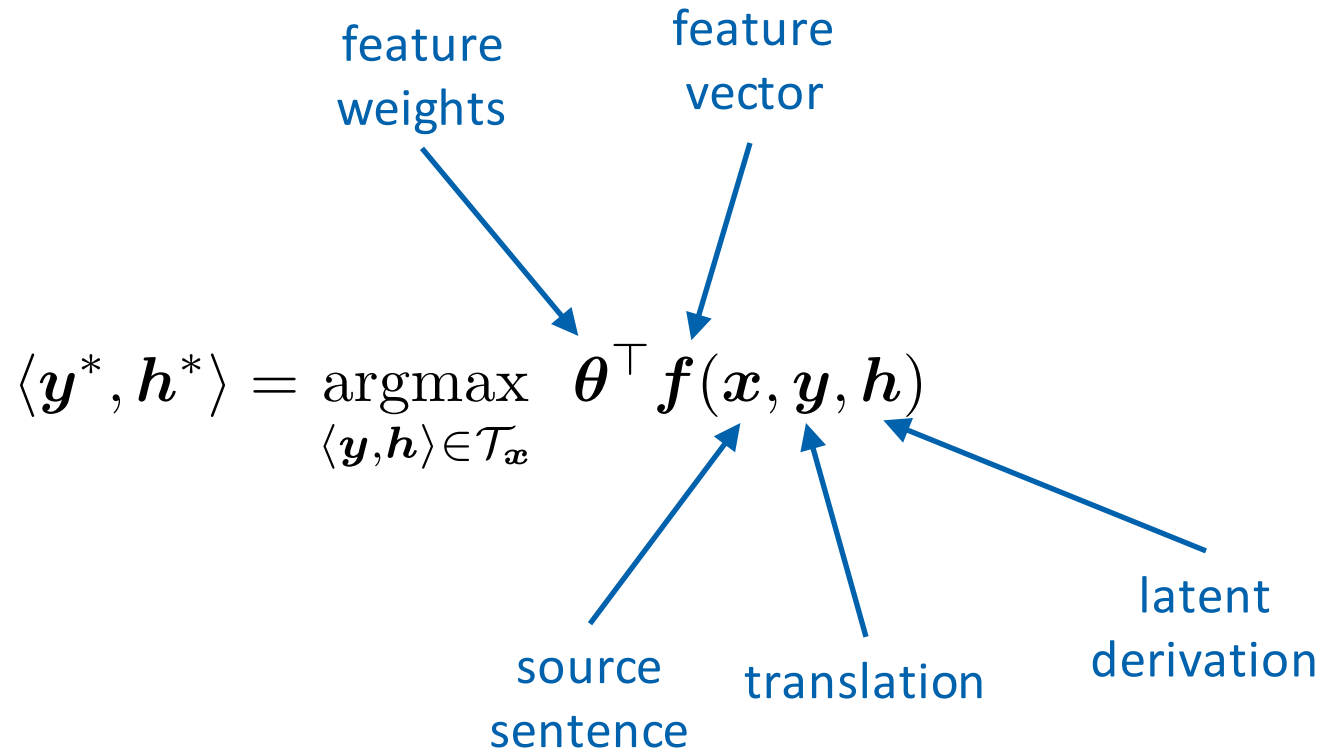 feature
weights
feature
vector
⟨y*, h*⟩ = argmax θ⊤ f(x, y, h)
⟨y,h⟩∈𝒯ₓ
source
sentence
translation
latent
derivation